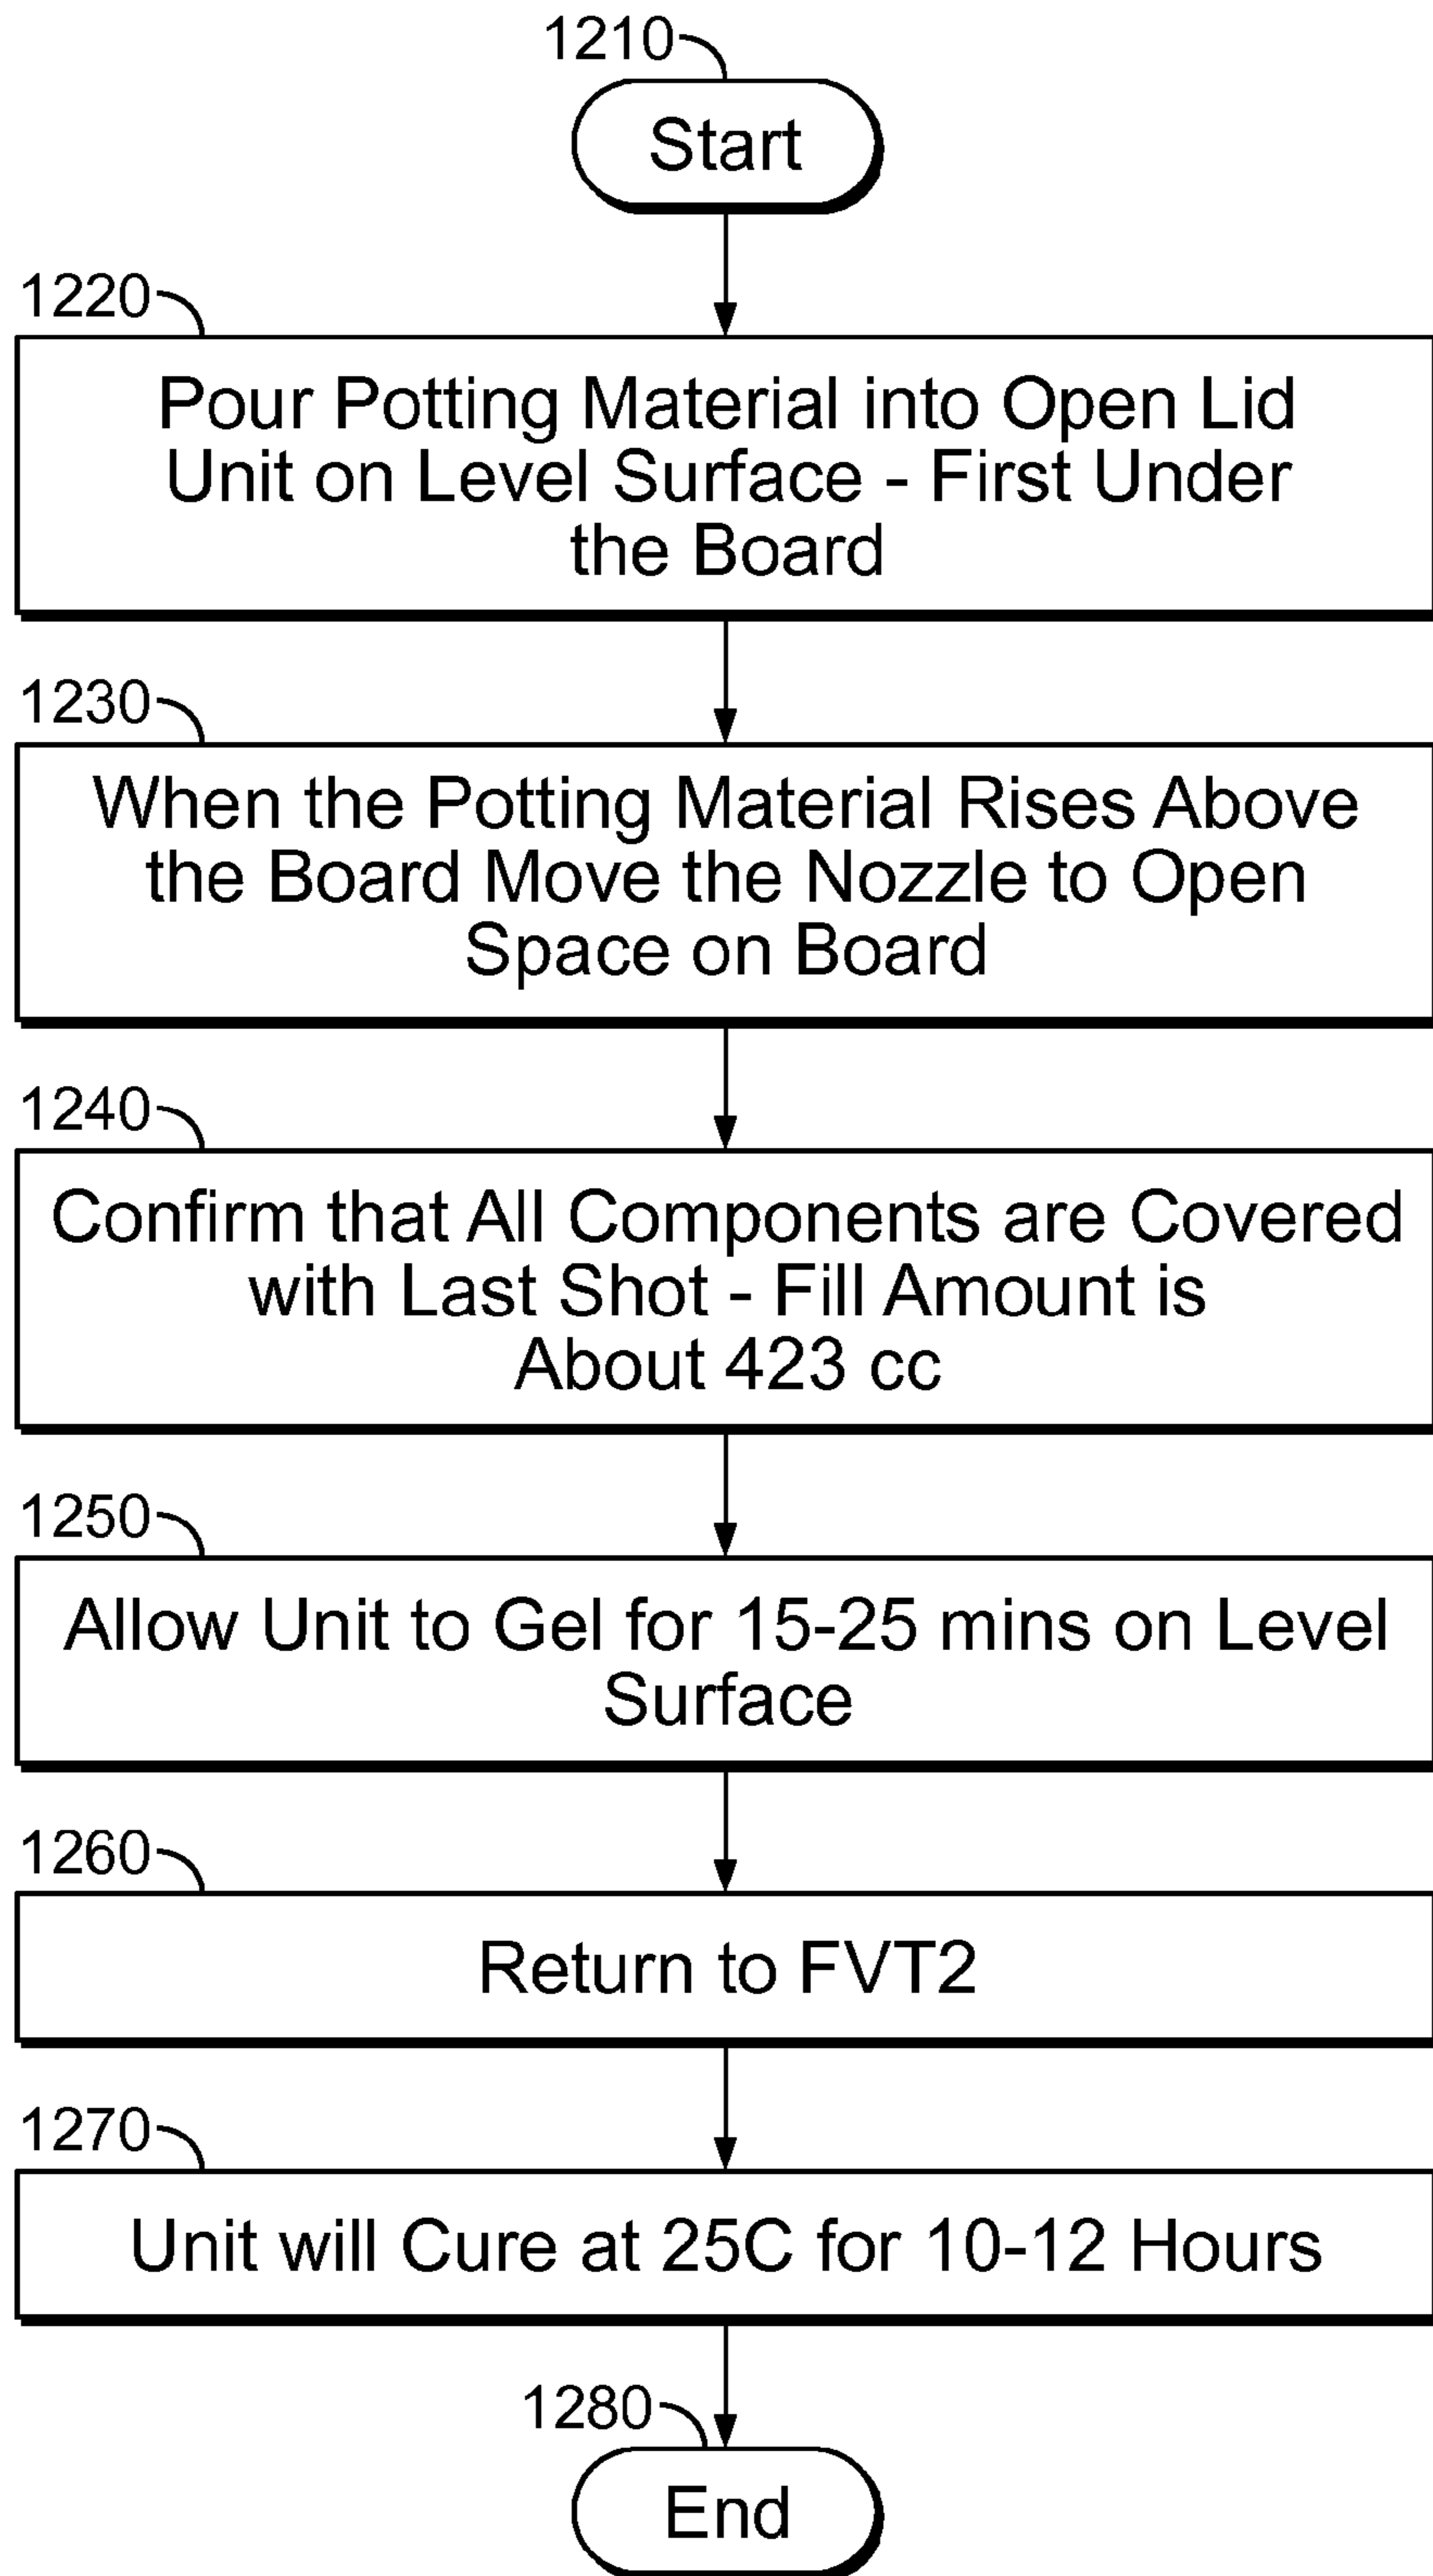 1210
Start
1220
Pour Potting Material into Open Lid
Unit on Level Surface - First Under
the Board
1230
When the Potting Material Rises Above
the Board Move the Nozzle to Open
Space on Board
1240
Confirm that All Components are Covered
with Last Shot - Fill Amount is
About 423 cc
1250
Allow Unit to Gel for 15-25 mins on Level
Surface
1260
Return to FVT2
1270
Unit will Cure at 25C for 10-12 Hours
1280
End